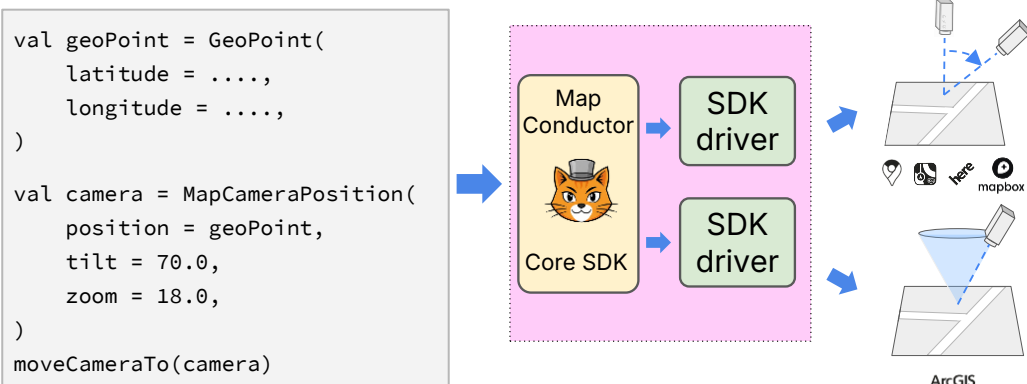 val geoPoint = GeoPoint(
    latitude = ....,
    longitude = ....,
)
val camera = MapCameraPosition(
    position = geoPoint,
    tilt = 70.0,
    zoom = 18.0,
)
moveCameraTo(camera)
Map
Conductor
Core SDK
SDK
driver
SDK
driver
here
mapbox
ArcGIS